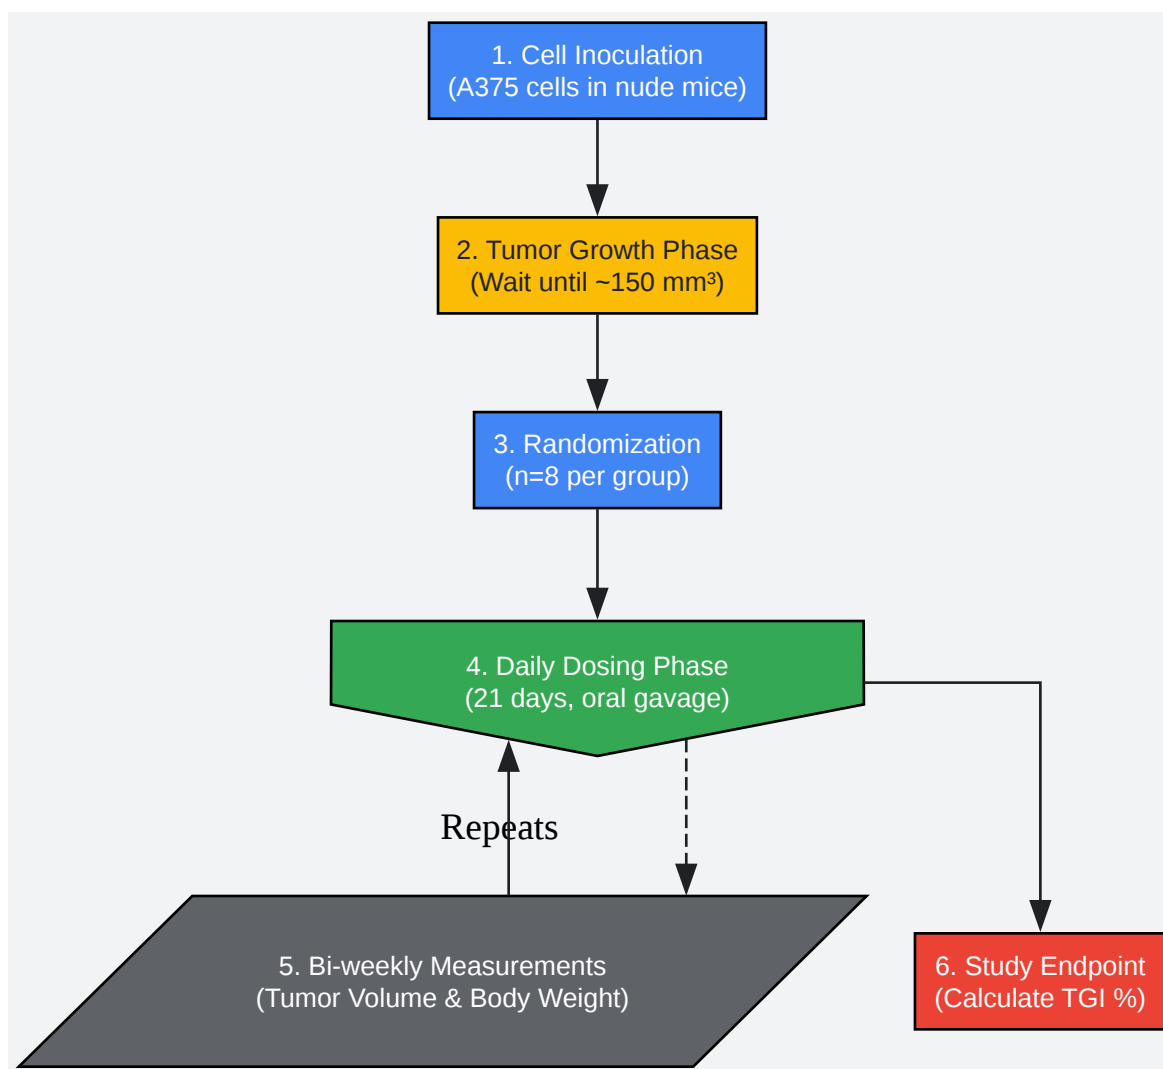 1. Cell Inoculation
(A375 cells in nude mice)
2. Tumor Growth Phase
(Wait until ~150 mm³)
3. Randomization
(n=8 per group)
4. Daily Dosing Phase
(21 days, oral gavage)
Repeats
5. Bi-weekly Measurements
(Tumor Volume & Body Weight)
6. Study Endpoint
(Calculate TGI %)